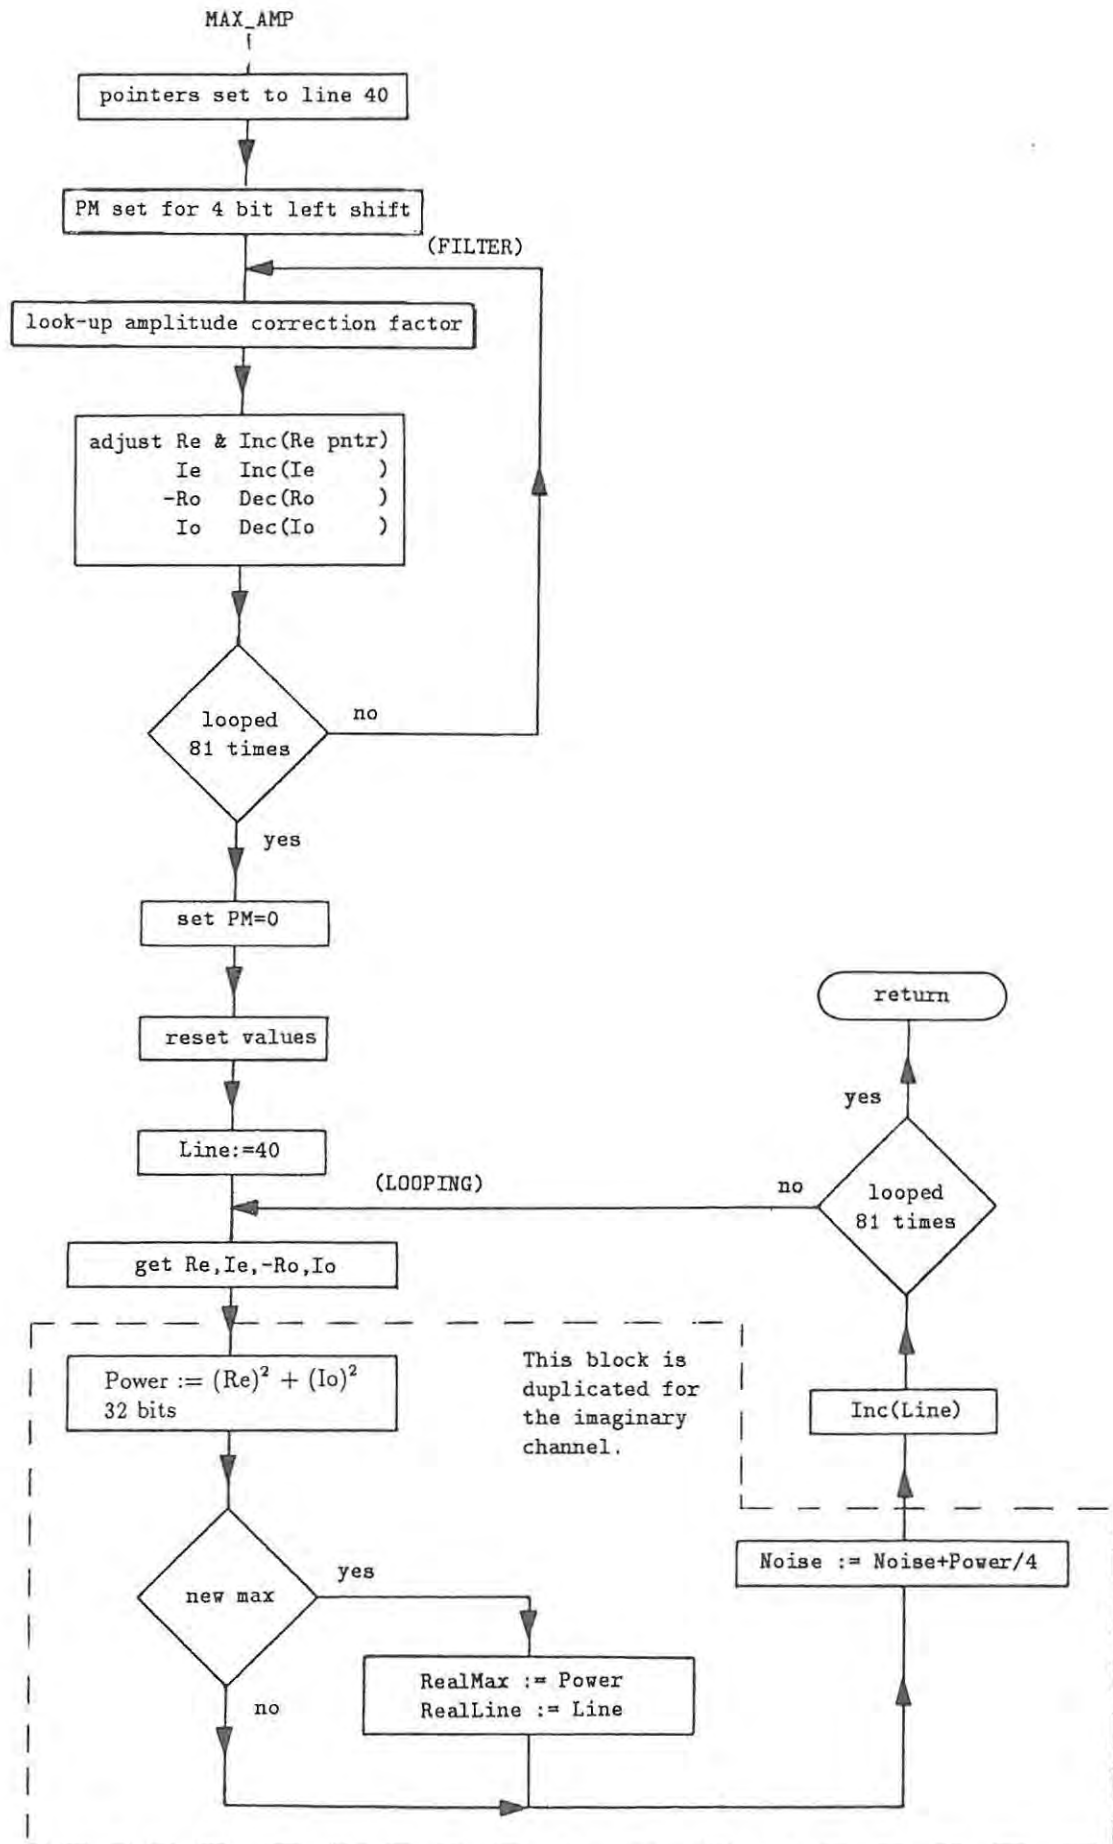 MAX_AMP
pointers set to line 40
PM set for 4 bit left shift
(FILTER)
look-up amplitude correction factor
adjust Re & Inc(Re pntr)
Ie Inc(Ie )
-Ro Dec(Ro )
Io Dec(Io )
looped
81 times
no
yes
set PM=0
reset values
Line:=40
(LOOPING)
get Re,Ie,-Ro,Io
Power := (Re)² + (Io)²
32 bits
This block is
duplicated for
the imaginary
channel.
new max
yes
no
RealMax := Power
RealLine := Line
Noise := Noise+Power/4
Inc(Line)
looped
81 times
no
yes
return